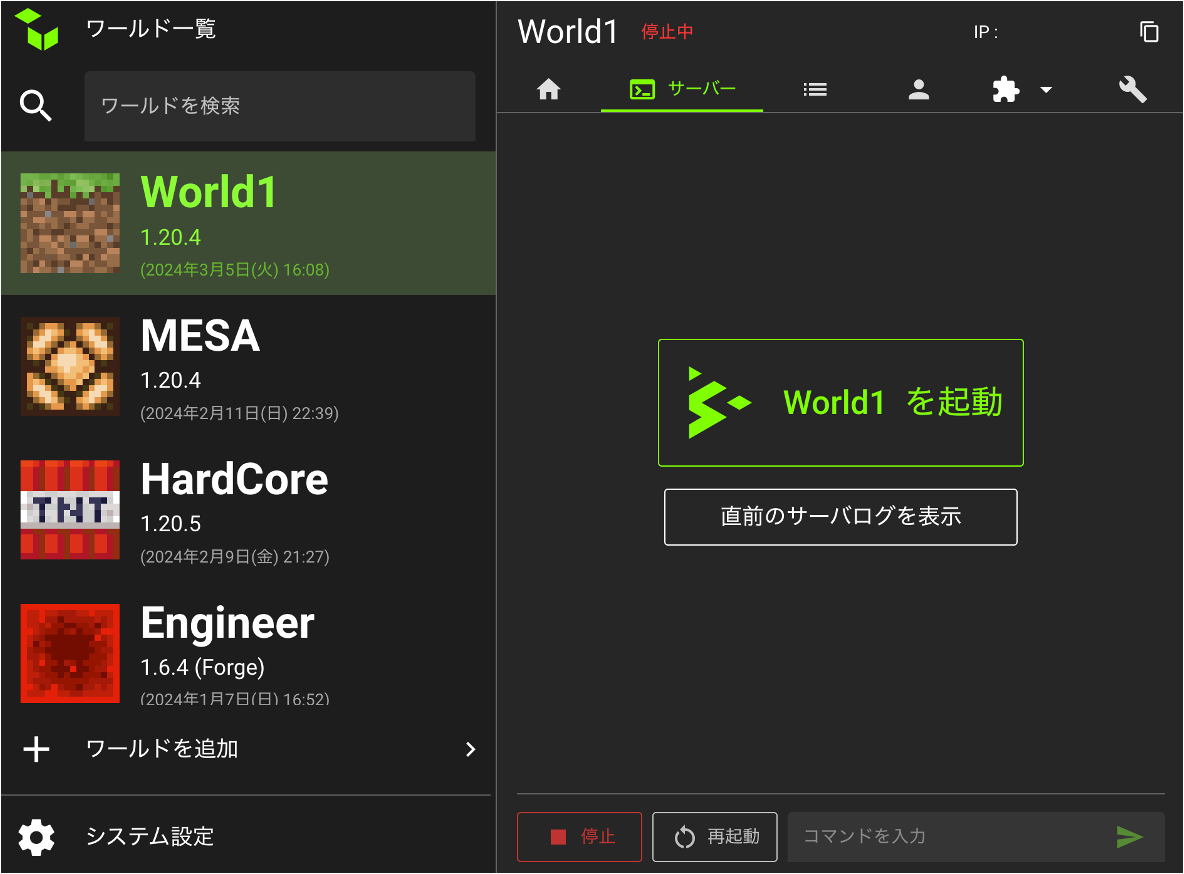 ワールド一覧
ワールドを検索
World1
1.20.4
(2024年3月5日(火) 16:08)
MESA
1.20.4
(2024年2月11日(日) 22:39)
HardCore
1.20.5
(2024年2月9日(金) 21:27)
TNT
Engineer
1.6.4 (Forge)
(2024年1月7日(日) 16:52)
ワールドを追加
システム設定
World1 停止中 IP :
サーバー
World1 を起動
直前のサーバログを表示
停止 再起動 コマンドを入力